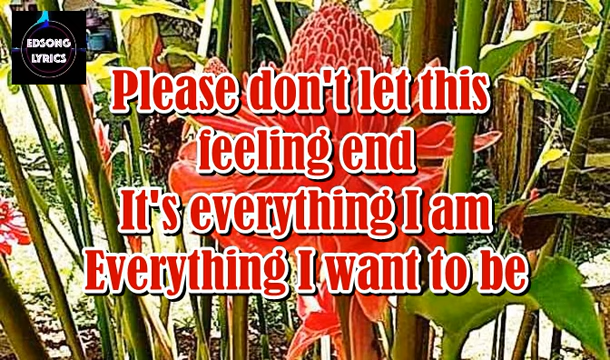 EDSONG
LYRICS
Please don't let this
feeling end
It's everything I am
Everything I want to be